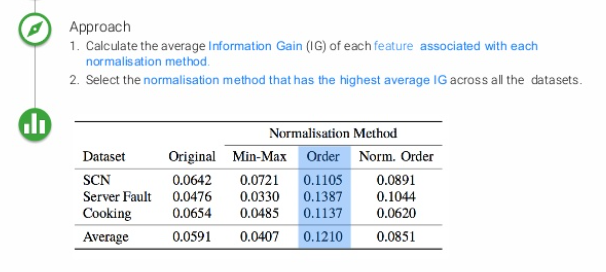 Approach
1. Calculate the average Information Gain (IG) of each feature associated with each
normalisation method.
2. Select the normalisation method that has the highest average IG across all the datasets.
Normalisation Method
Dataset Original Min-Max Order Norm. Order
SCN 0.0642 0.0721 0.1105 0.0891
Server Fault 0.0476 0.0330 0.1387 0.1044
Cooking 0.0654 0.0485 0.1137 0.0620
Average 0.0591 0.0407 0.1210 0.0851